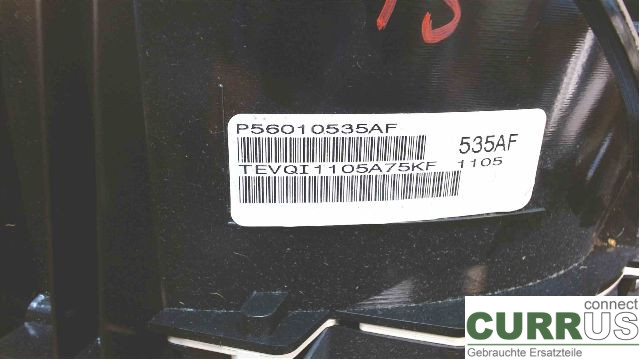 P56010535AF
535AF
TEVQI1105A75KF 1105
connect
CURRUS
Gebrauchte Ersatzteile